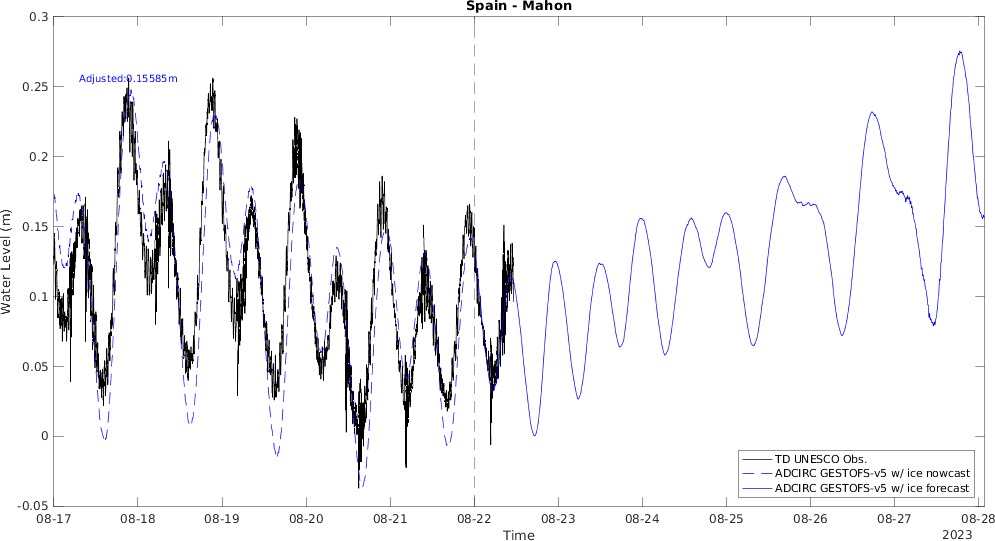 Spain - Mahon
0.3
0.25
0.2
0.15
0.1
0.05
0
-0.05
Water Level (m)
Adjusted:0.15585m
TD UNESCO Obs.
ADCIRC GESTOFS-v5 w/ ice nowcast
ADCIRC GESTOFS-v5 w/ ice forecast
08-17 08-18 08-19 08-20 08-21 08-22 08-23 08-24 08-25 08-26 08-27 08-28
Time
2023